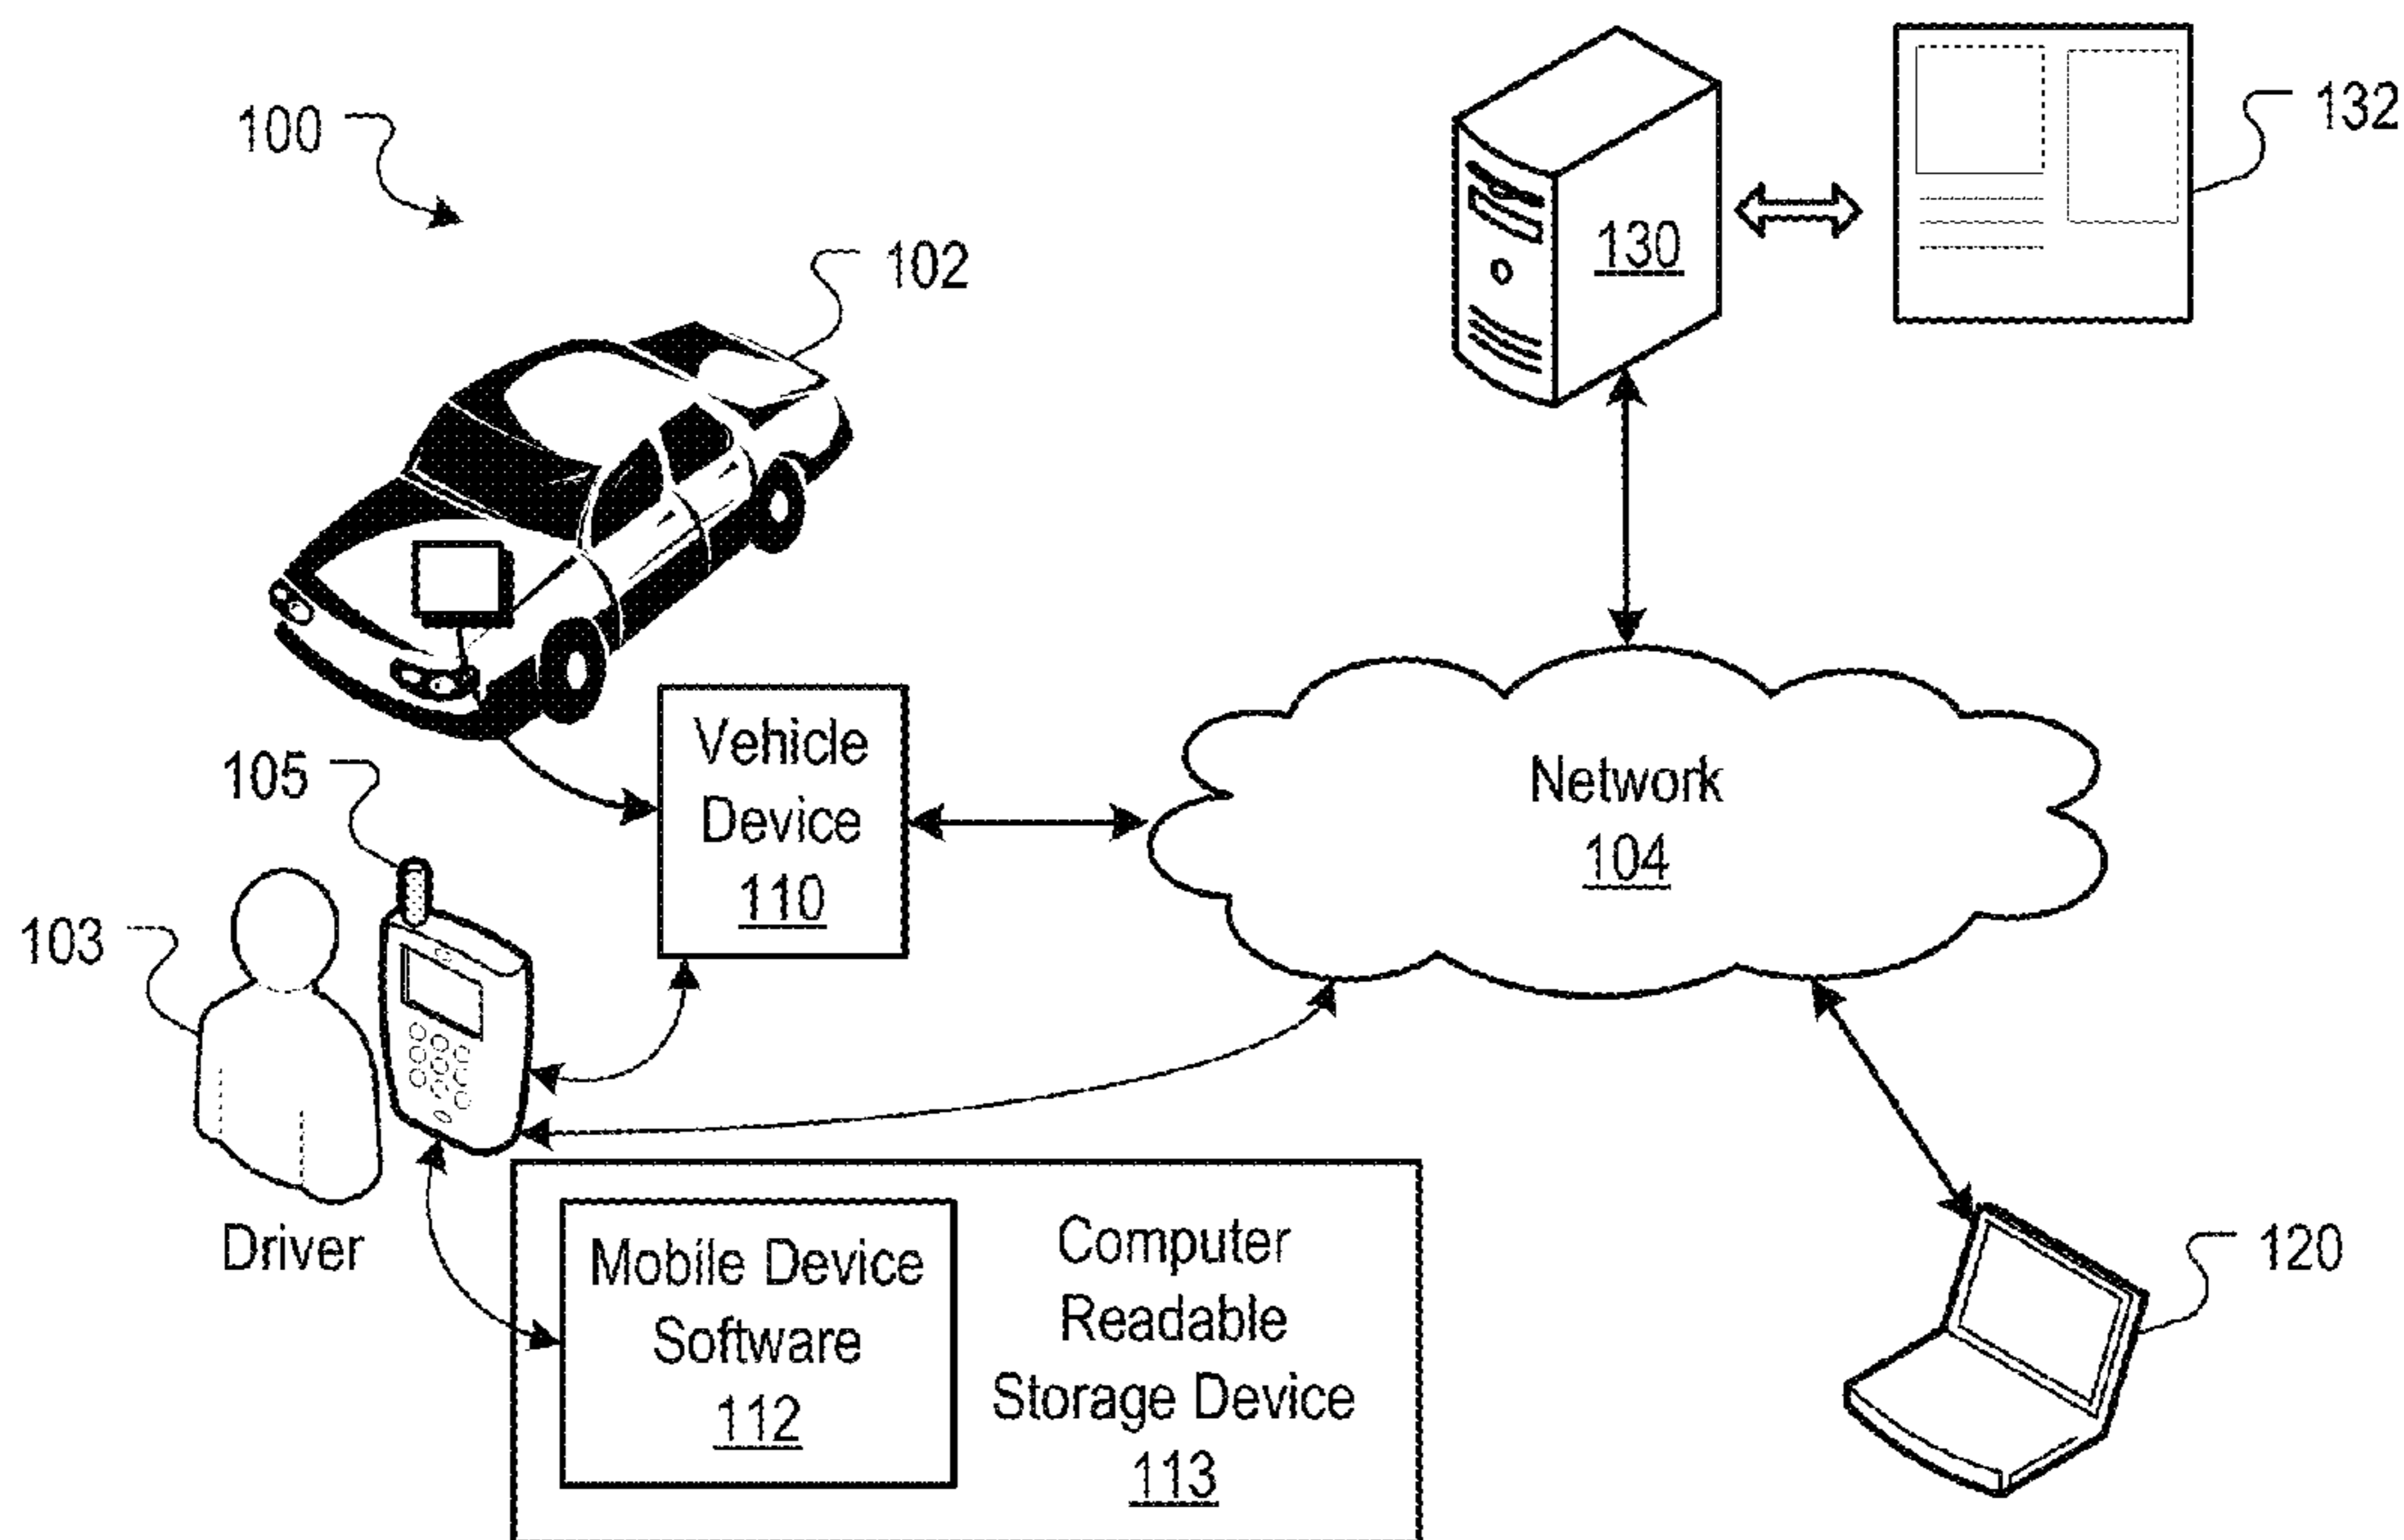 100
102
130
132
Vehicle
Device
110
105
103
Driver
Network
104
Mobile Device
Software
112
Computer
Readable
Storage Device
113
120